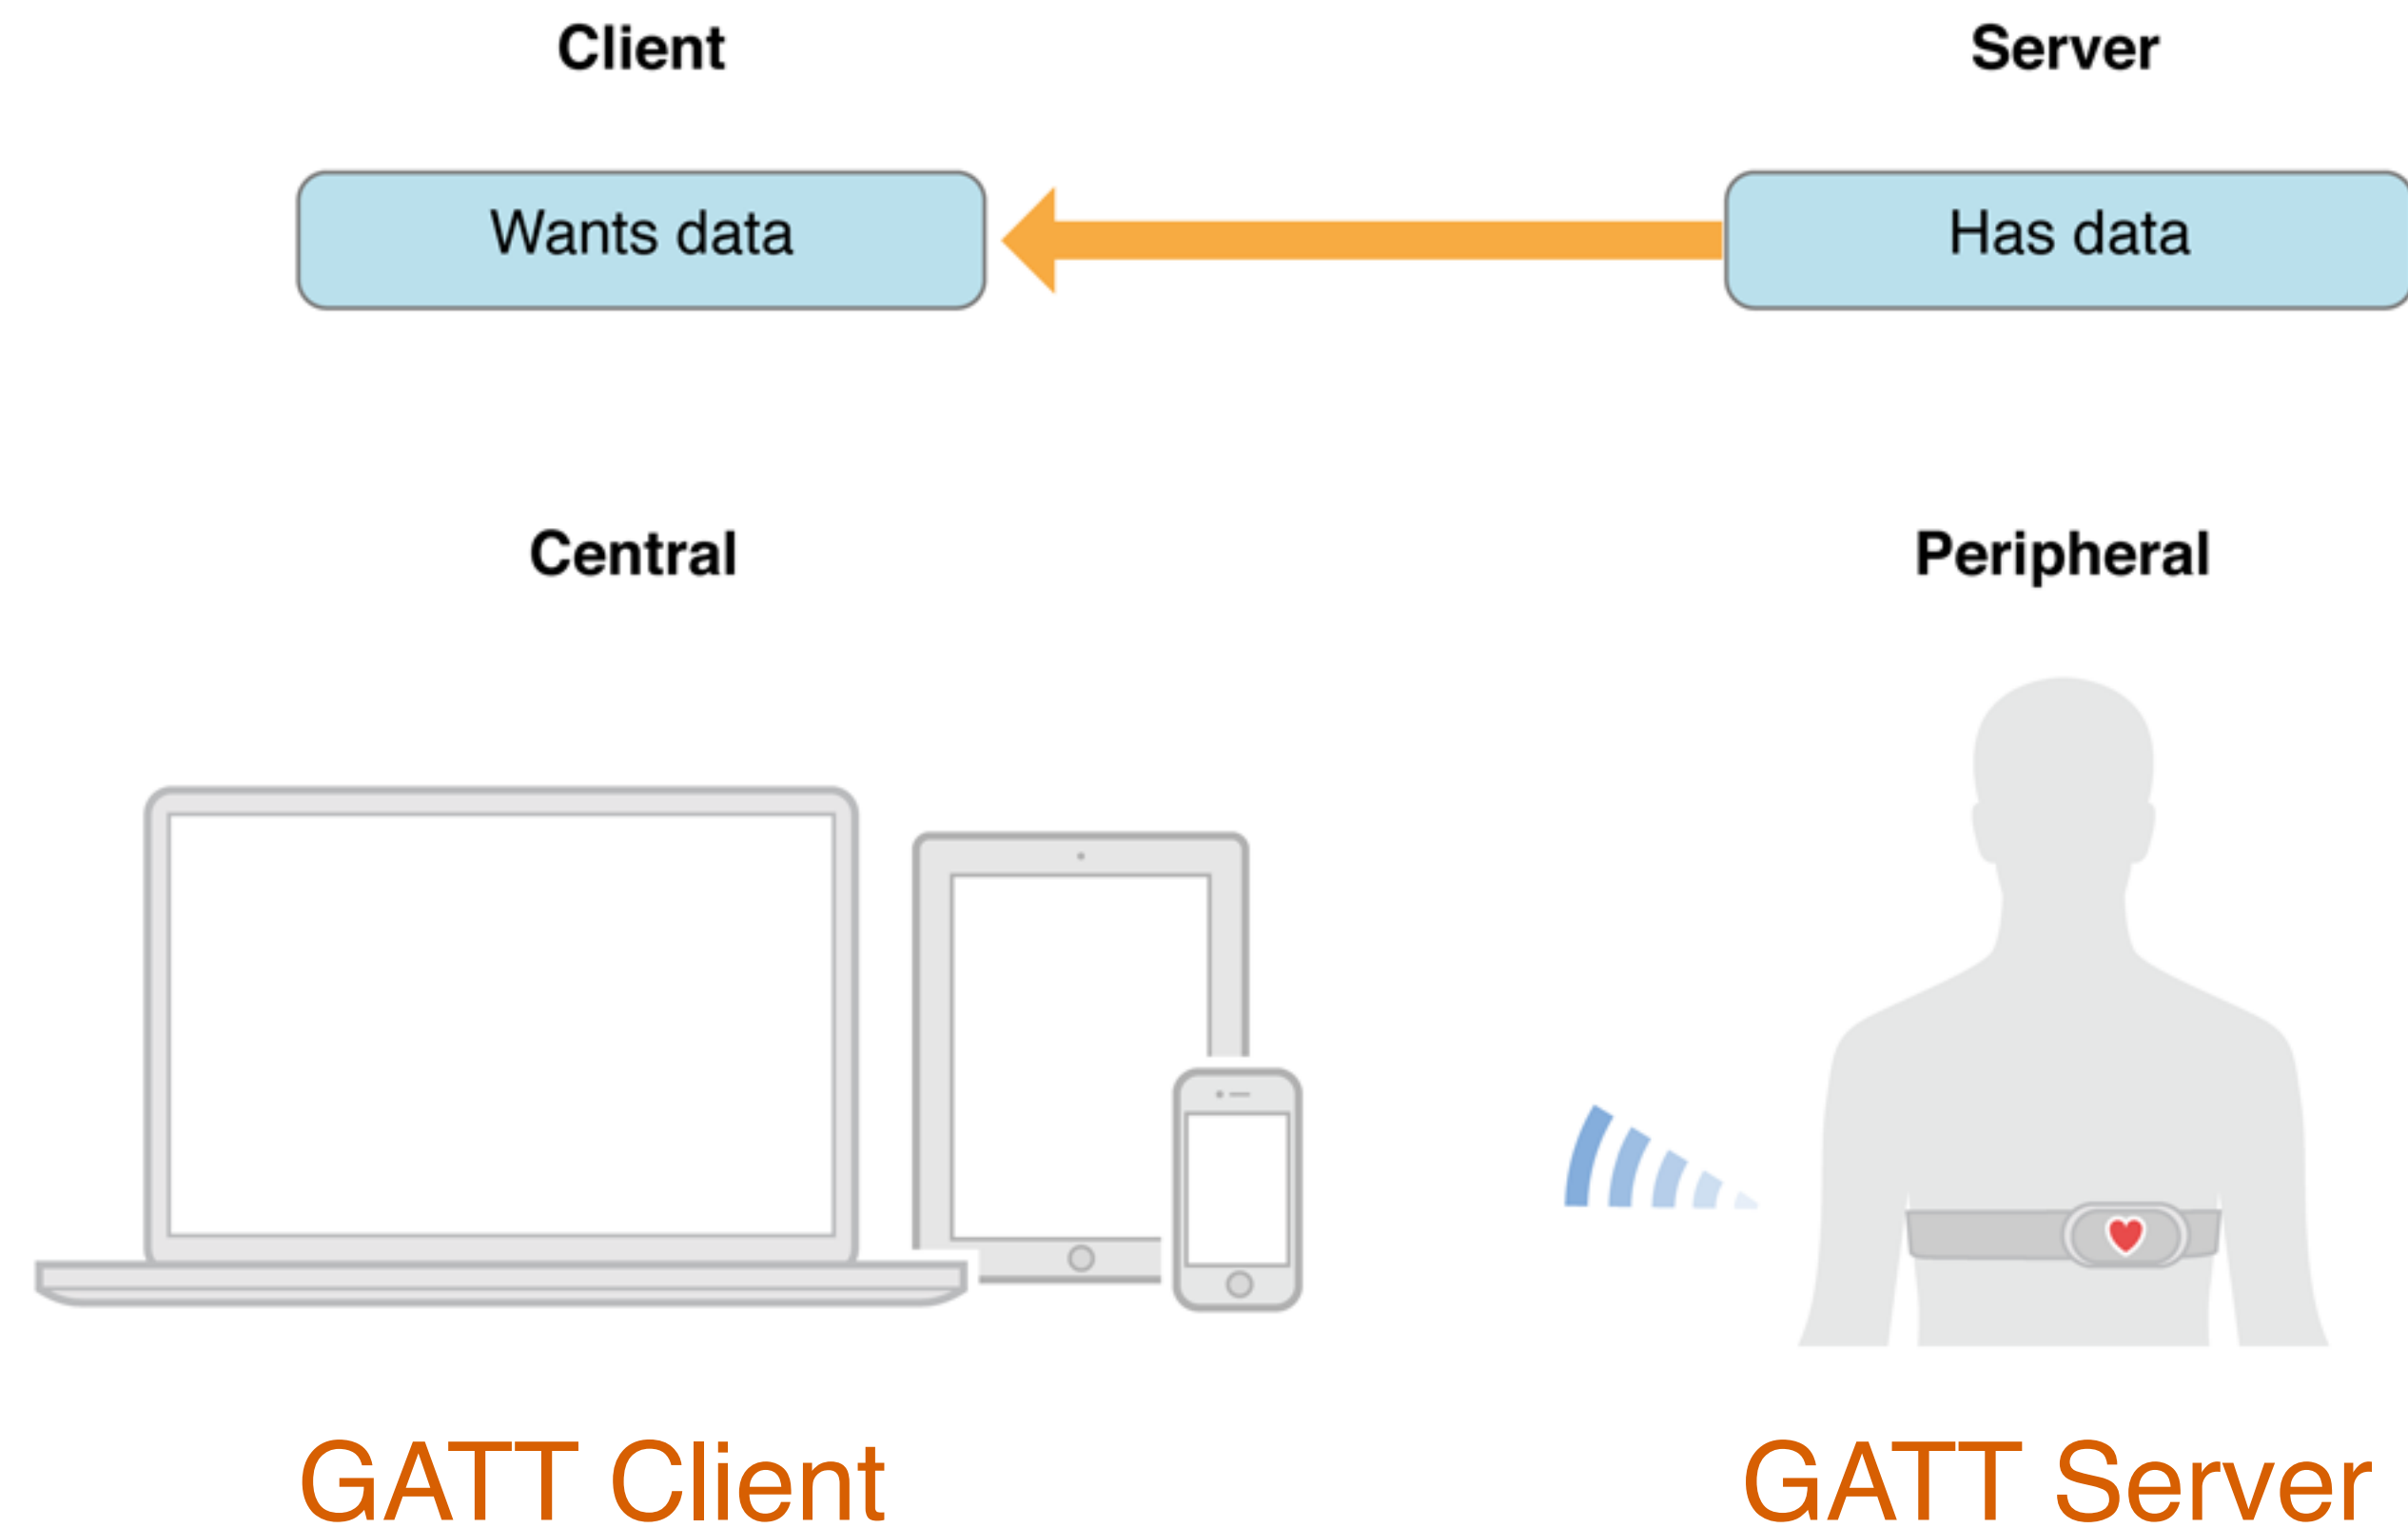 Client
Server
Wants data
Has data
Central
Peripheral
GATT Client
GATT Server